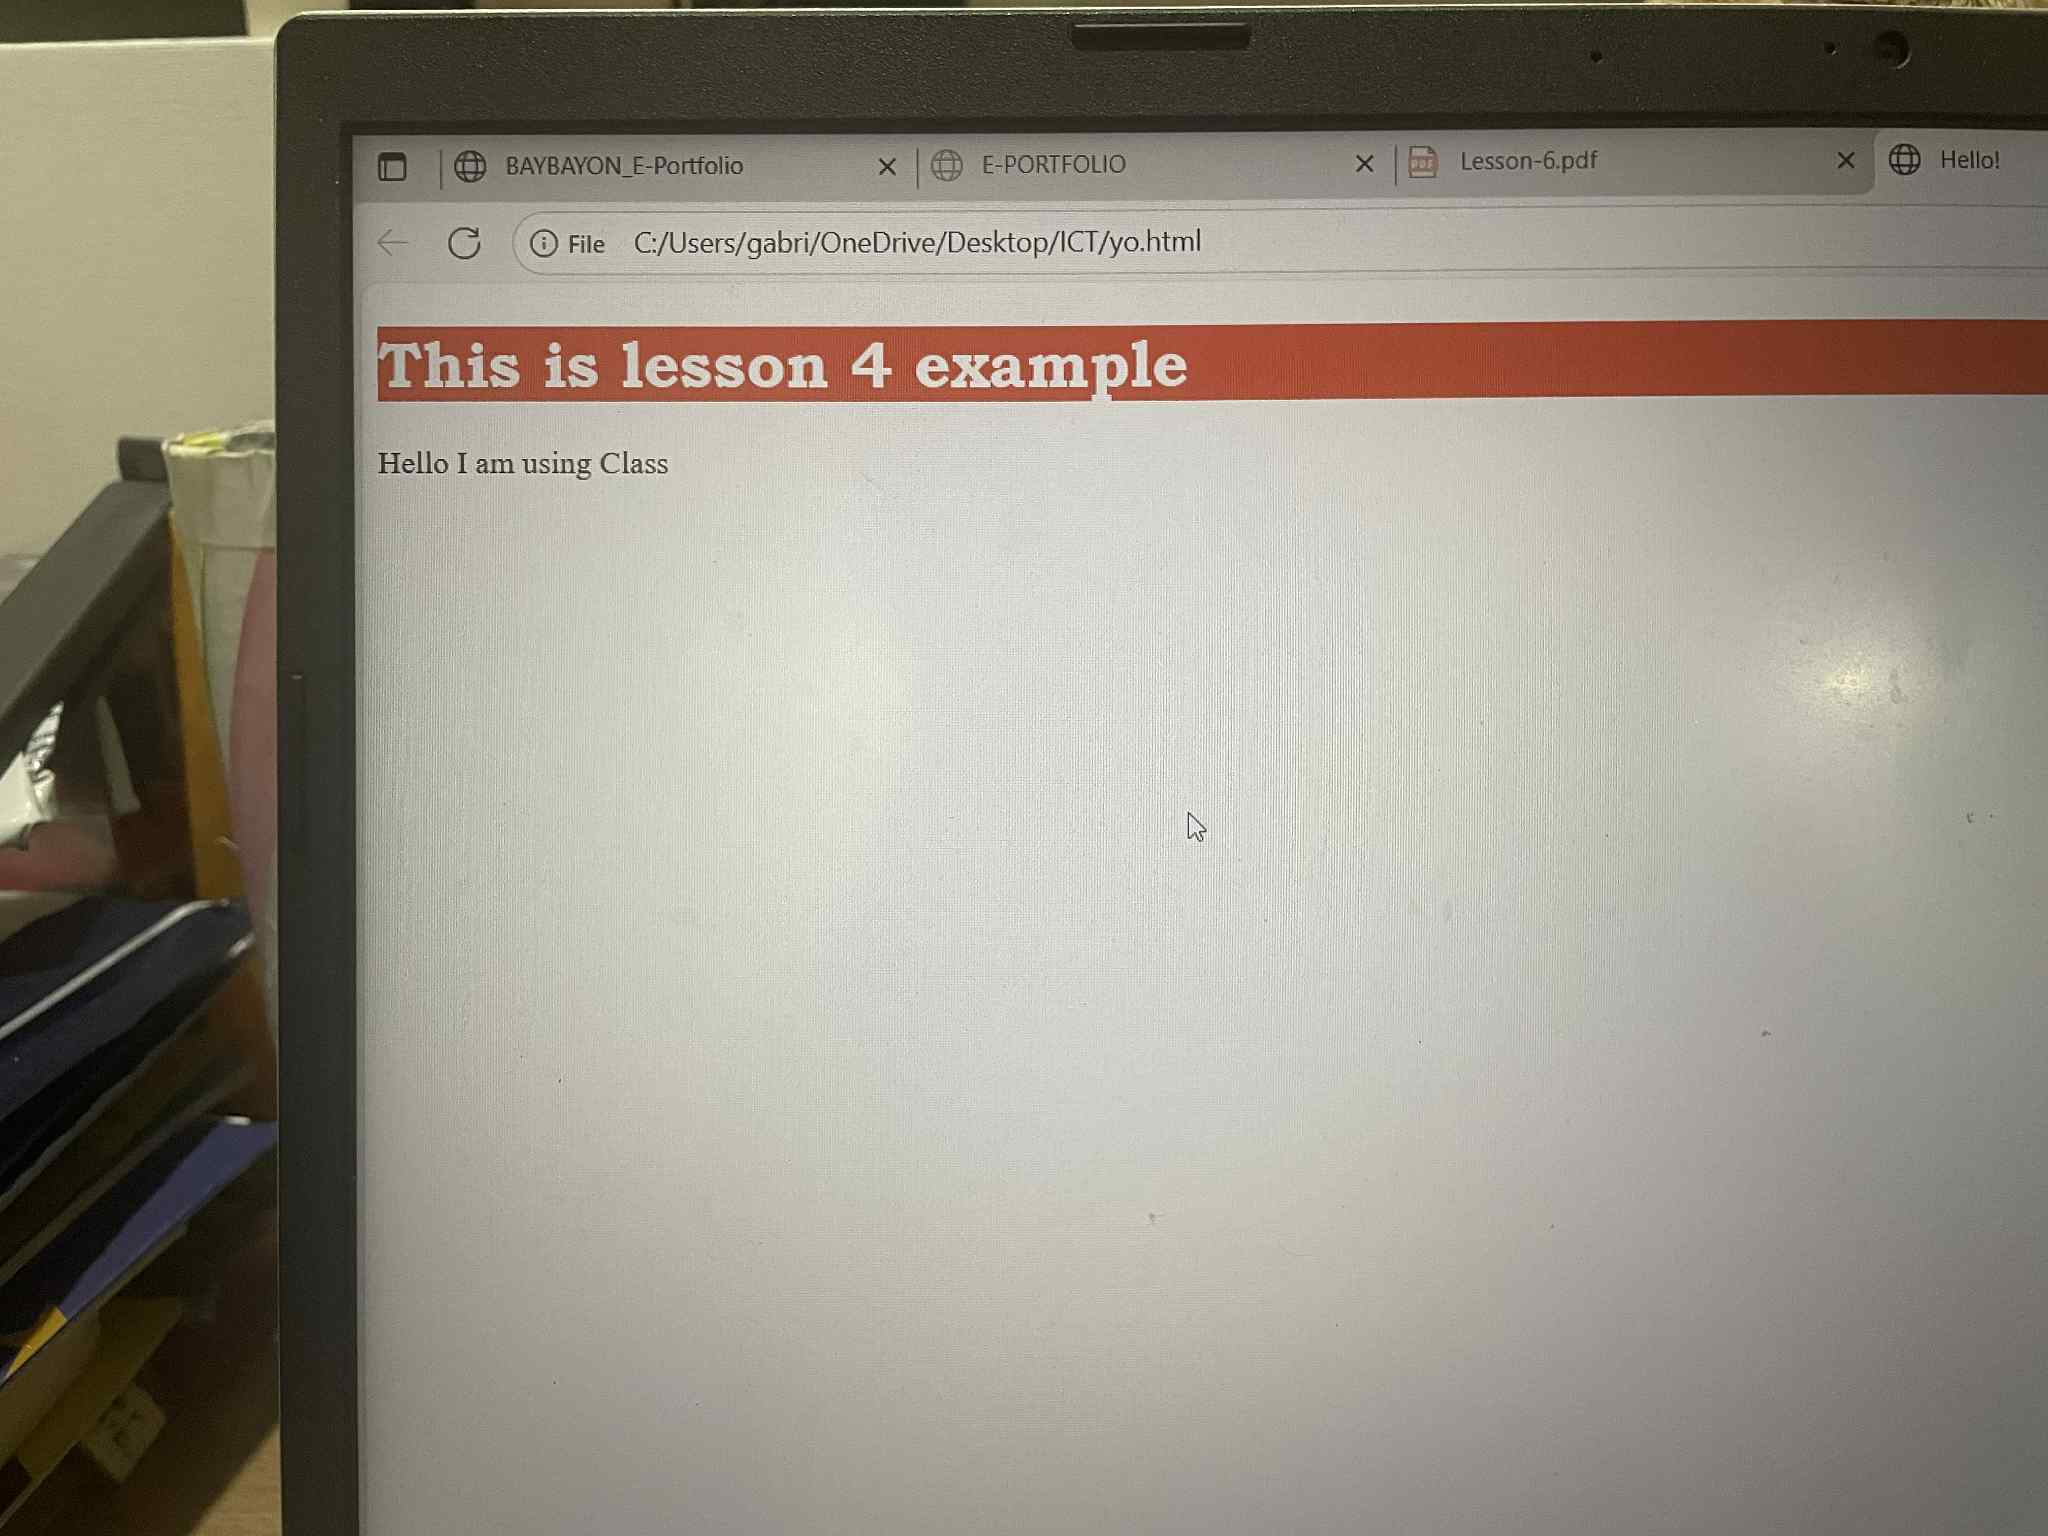 BAYBAYON_E-Portfolio
E-PORTFOLIO
PDF
Lesson-6.pdf
Hello!
File
C:/Users/gabri/OneDrive/Desktop/ICT/yo.html
This is lesson 4 example
Hello I am using Class